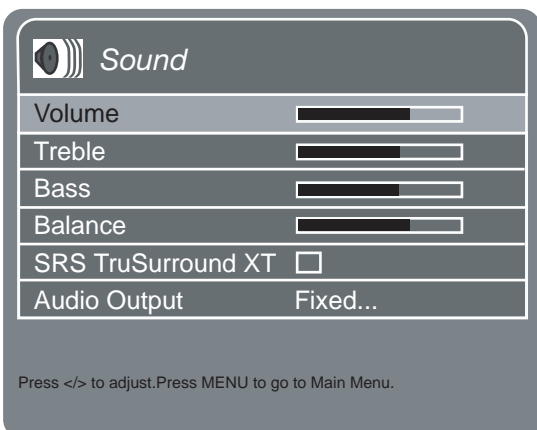 Sound
Volume
Treble
Bass
Balance
SRS TruSurround XT
Audio Output Fixed...
Press </> to adjust.Press MENU to go to Main Menu.